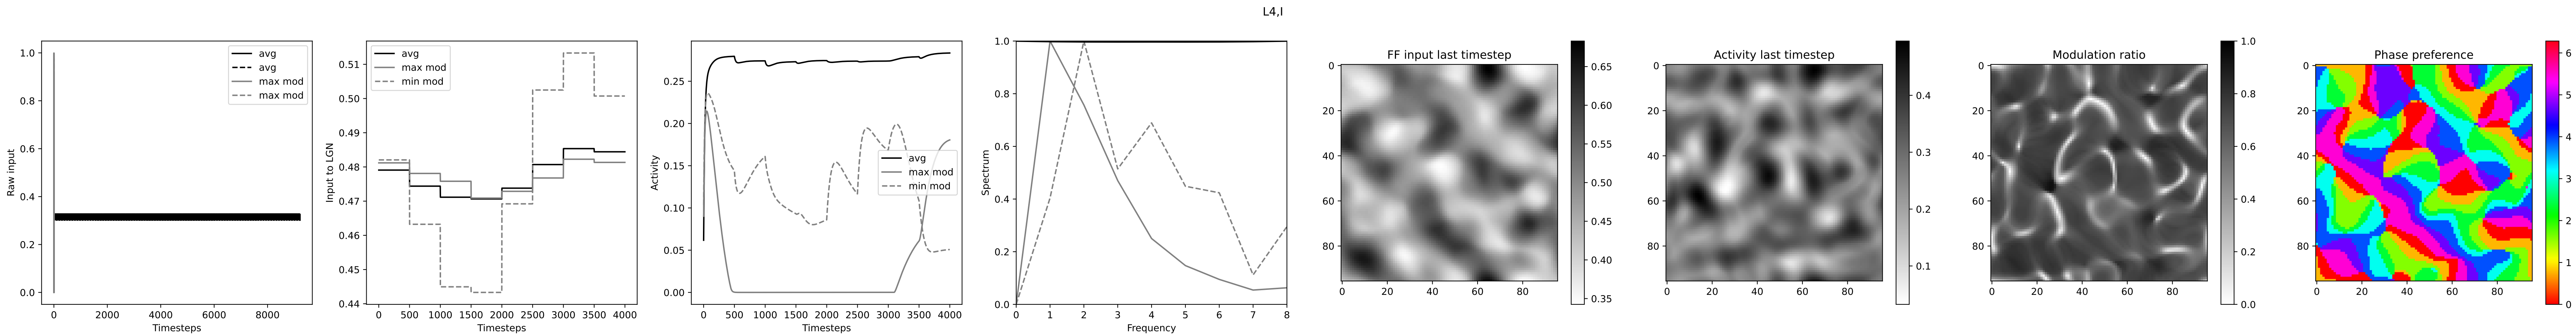 L4,I
Raw input
1.0
0.8
0.6
0.4
0.2
0.0
0 2000 4000 6000 8000
Timesteps
avg
avg
max mod
max mod
Input to LGN
0.51
0.50
0.49
0.48
0.47
0.46
0.45
0.44
0 500 1000 1500 2000 2500 3000 3500 4000
Timesteps
avg
max mod
min mod
Activity
0.25
0.20
0.15
0.10
0.05
0.00
0 500 1000 1500 2000 2500 3000 3500 4000
Timesteps
avg
max mod
min mod
Spectrum
1.0
0.8
0.6
0.4
0.2
0.0
0 1 2 3 4 5 6 7 8
Frequency
FF input last timestep
0
20
40
60
80
0 20 40 60 80
0.65
0.60
0.55
0.50
0.45
0.40
0.35
Activity last timestep
0
20
40
60
80
0 20 40 60 80
0.4
0.3
0.2
0.1
Modulation ratio
0
20
40
60
80
0 20 40 60 80
1.0
0.8
0.6
0.4
0.2
0.0
Phase preference
0
20
40
60
80
0 20 40 60 80
6
5
4
3
2
1
0